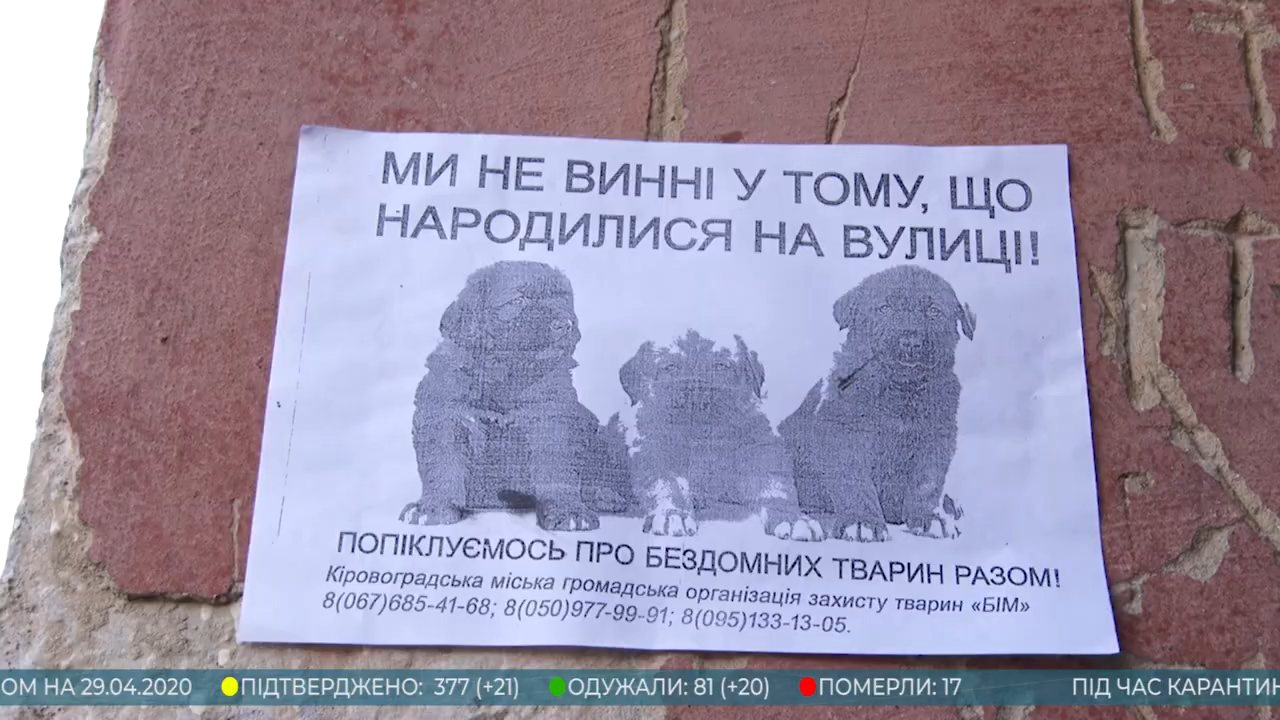 МИ НЕ ВИННІ У ТОМУ, ЩО
НАРОДИЛИСЯ НА ВУЛИЦІ!
ПОПІКЛУЄМОСЬ ПРО БЕЗДОМНИХ ТВАРИН РАЗОМ!
Кіровоградська міська громадська організація захисту тварин «БІМ»
8(067)685-41-68; 8(050)977-99-91; 8(095)133-13-05.
ОМ НА 29.04.2020 ПІДТВЕРДЖЕНО: 377 (+21) ОДУЖАЛИ: 81 (+20) ПОМЕРЛИ: 17 ПІД ЧАС КАРАНТИН